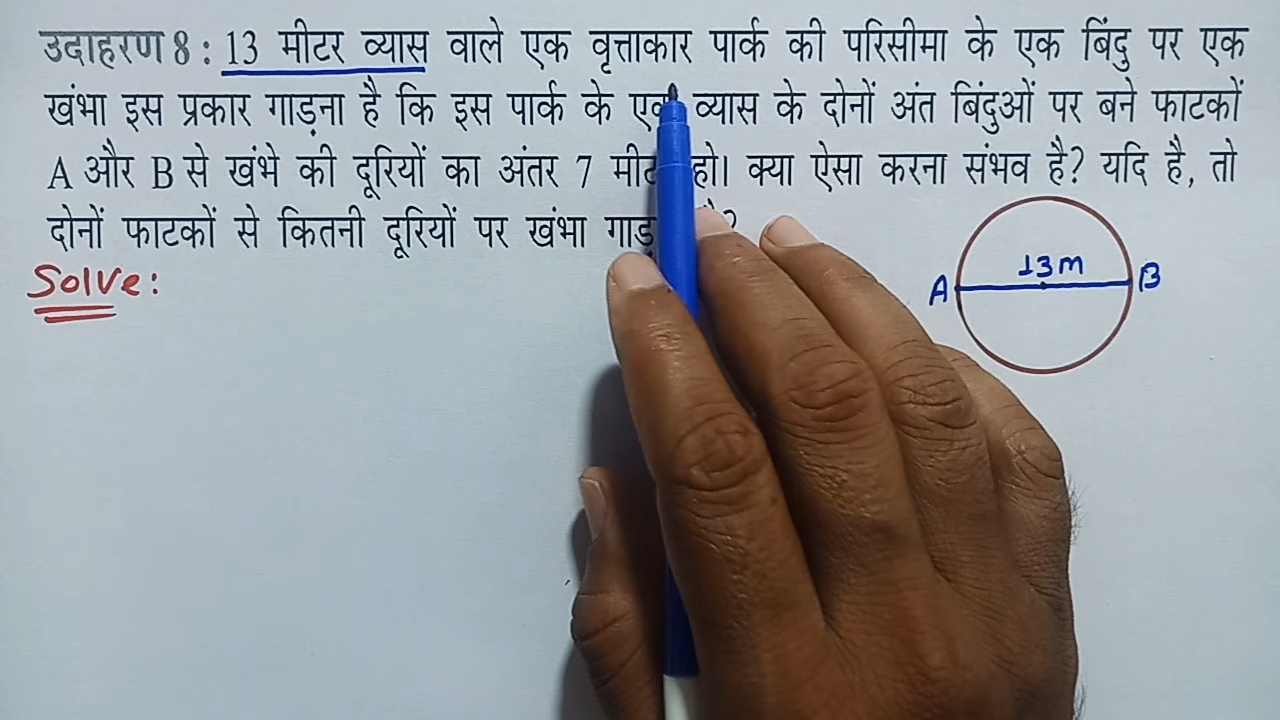 उदाहरण 8 : 13 मीटर व्यास वाले एक वृत्ताकार पार्क की परिसीमा के एक बिंदु पर एक
खंभा इस प्रकार गाड़ना है कि इस पार्क के एक व्यास के दोनों अंत बिंदुओं पर बने फाटकों
A और B से खंभे की दूरियों का अंतर 7 मीटर हो। क्या ऐसा करना संभव है? यदि है, तो
दोनों फाटकों से कितनी दूरियों पर खंभा
Solve:
13m
A
B